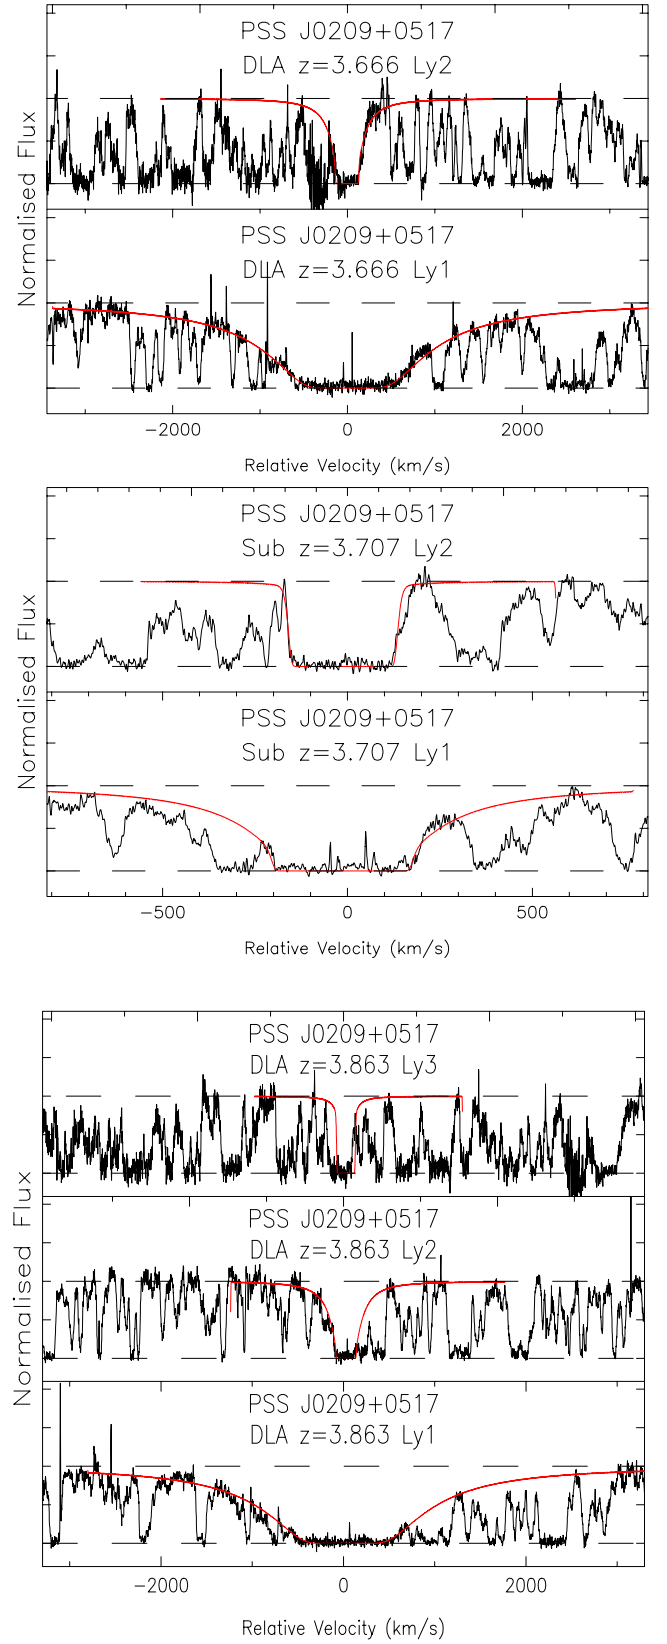 PSS J0209+0517
DLA z=3.666 Ly2
PSS J0209+0517
DLA z=3.666 Ly1
Normalised Flux
−2000 0 2000
Relative Velocity (km/s)
PSS J0209+0517
Sub z=3.707 Ly2
PSS J0209+0517
Sub z=3.707 Ly1
Normalised Flux
−500 0 500
Relative Velocity (km/s)
PSS J0209+0517
DLA z=3.863 Ly3
PSS J0209+0517
DLA z=3.863 Ly2
PSS J0209+0517
DLA z=3.863 Ly1
Normalised Flux
−2000 0 2000
Relative Velocity (km/s)